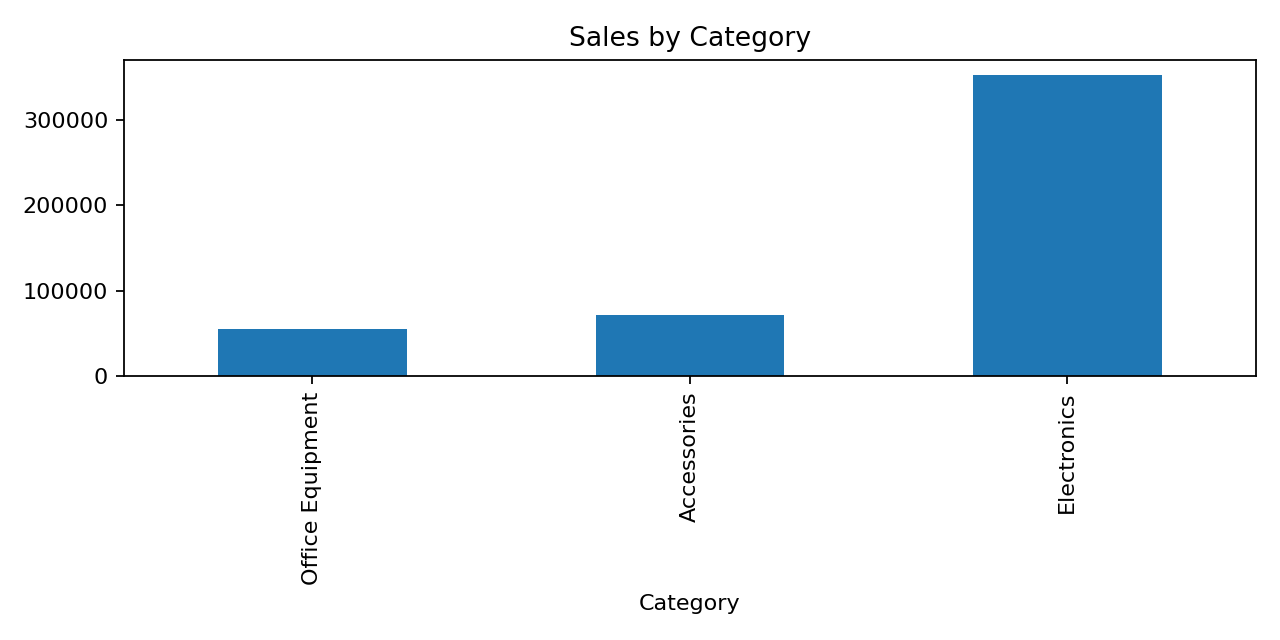 Sales by Category
300000
200000
100000
0
Office Equipment
Accessories
Electronics
Category